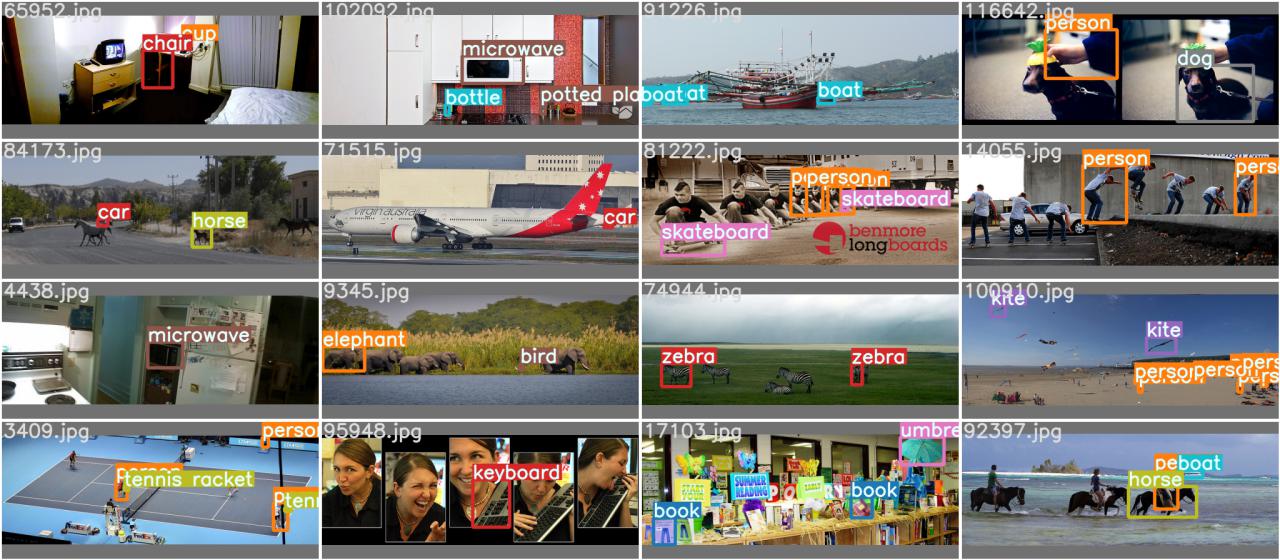 65952.jpg
chair
cup
102092.jpg
microwave
bottle
potted pla
91226.jpg
boat
at
boat
116642.jpg
person
dog
84173.jpg
car
horse
71515.jpg
virgin australia
car
81222.jpg
person
skateboard
skateboard
benmore
longboards
14055.jpg
person
pers
4438.jpg
microwave
9345.jpg
elephant
bird
74944.jpg
zebra
zebra
100910.jpg
kite
kite
person
person
pers
3409.jpg
person
person
tennis racket
tenn
95948.jpg
keyboard
17103.jpg
umbre
SUMMER
READING
book
book
92397.jpg
pe
boat
horse